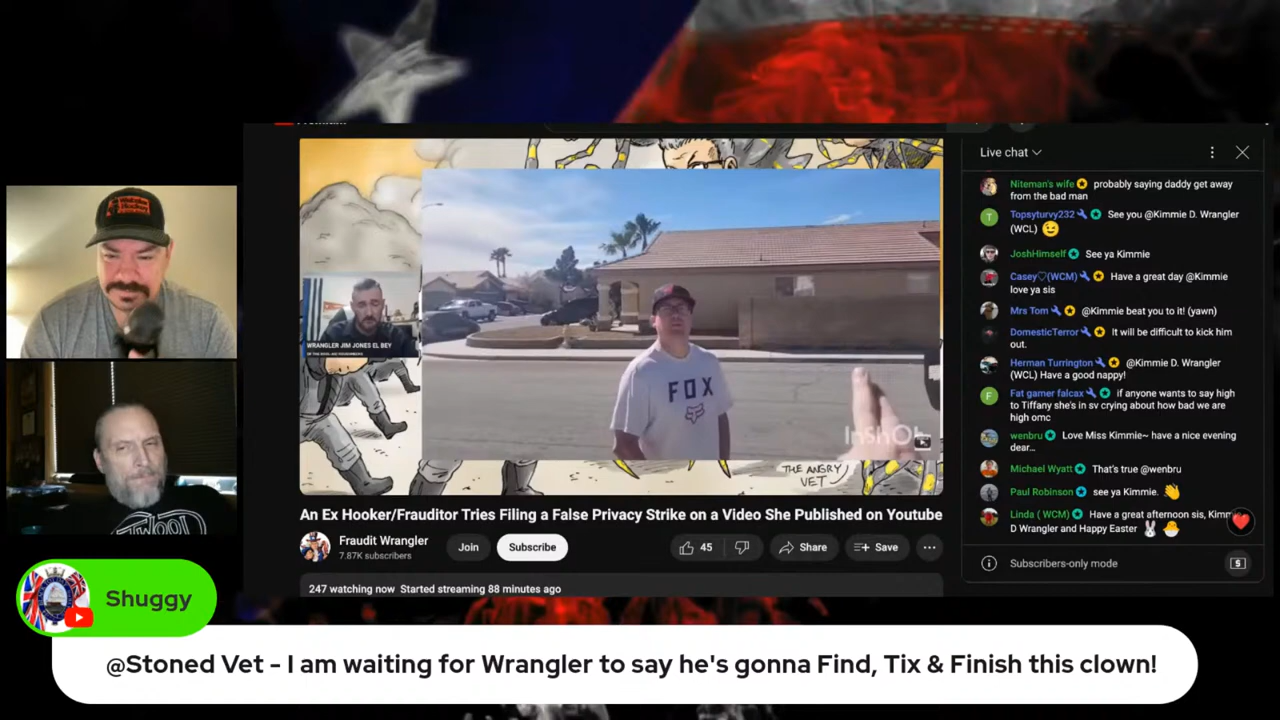 Live chat
Niteman's wife probably saying daddy get away
from the bad man
Topsyturvy232 See you @Kimmie D. Wrangler
(WCL)
JoshHimself See ya Kimmie
Casey♡(WCM) Have a great day @Kimmie
love ya sis
Mrs Tom @Kimmie beat you to it! (yawn)
DomesticTerror It will be difficult to kick him
out.
Herman Turrington @Kimmie D. Wrangler
(WCL) Have a good nappy!
Fat gamer falcax if anyone wants to say high
to Tiffany she's in sv crying about how bad we are
high omc
wenbru Love Miss Kimmie~ have a nice evening
dear...
Michael Wyatt That's true @wenbru
Paul Robinson see ya Kimmie.
Linda ( WCM) Have a great afternoon sis,
D Wrangler and Happy Easter
Subscribers-only mode
WRANGLER JIM JONES EL BEY
FOX
InShO
THE ANGRY
VET
An Ex Hooker/Frauditor Tries Filing a False Privacy Strike on a Video She Published on Youtube
Fraudit Wrangler
7.87K subscribers
Join
Subscribe
45
Share
Save
247 watching now Started streaming 88 minutes ago
Shuggy
@Stoned Vet - I am waiting for Wrangler to say he's gonna Find, Tix & Finish this clown!